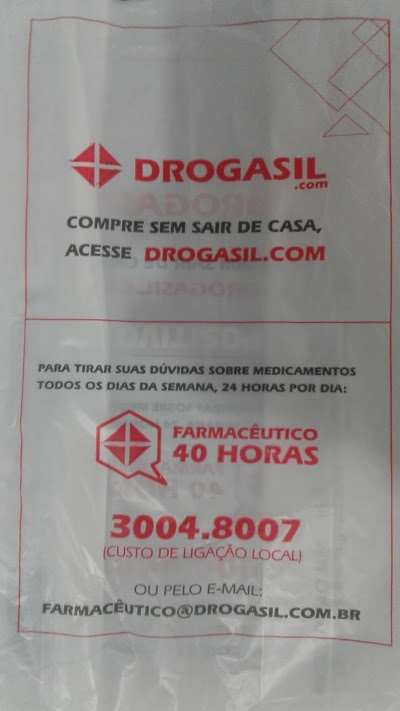 DROGASIL
.com
COMPRE SEM SAIR DE CASA,
ACESSE DROGASIL.COM
PARA TIRAR SUAS DÚVIDAS SOBRE MEDICAMENTOS
TODOS OS DIAS DA SEMANA, 24 HORAS POR DIA:
FARMACÊUTICO
40 HORAS
3004.8007
(CUSTO DE LIGAÇÃO LOCAL)
OU PELO E-MAIL:
FARMACÊUTICO@DROGASIL.COM.BR